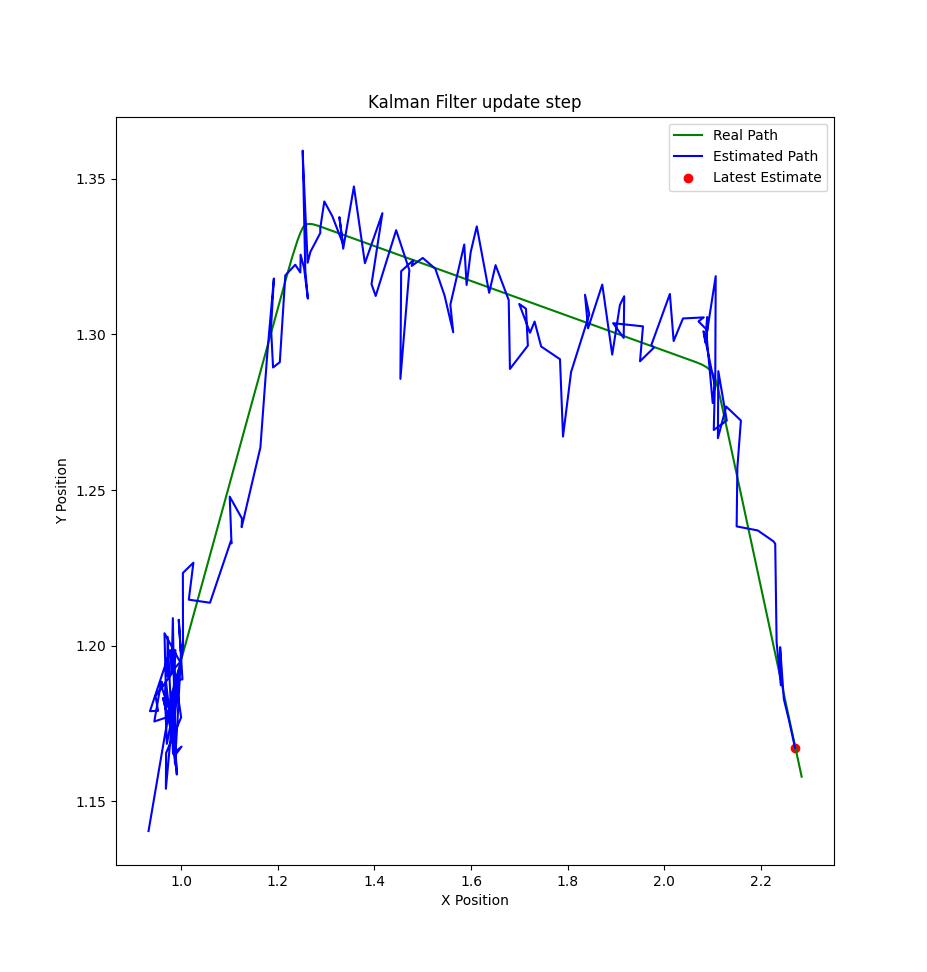 Kalman Filter update step
Real Path
Estimated Path
Latest Estimate
1.35
1.30
1.25
1.20
1.15
Y Position
1.0 1.2 1.4 1.6 1.8 2.0 2.2
X Position